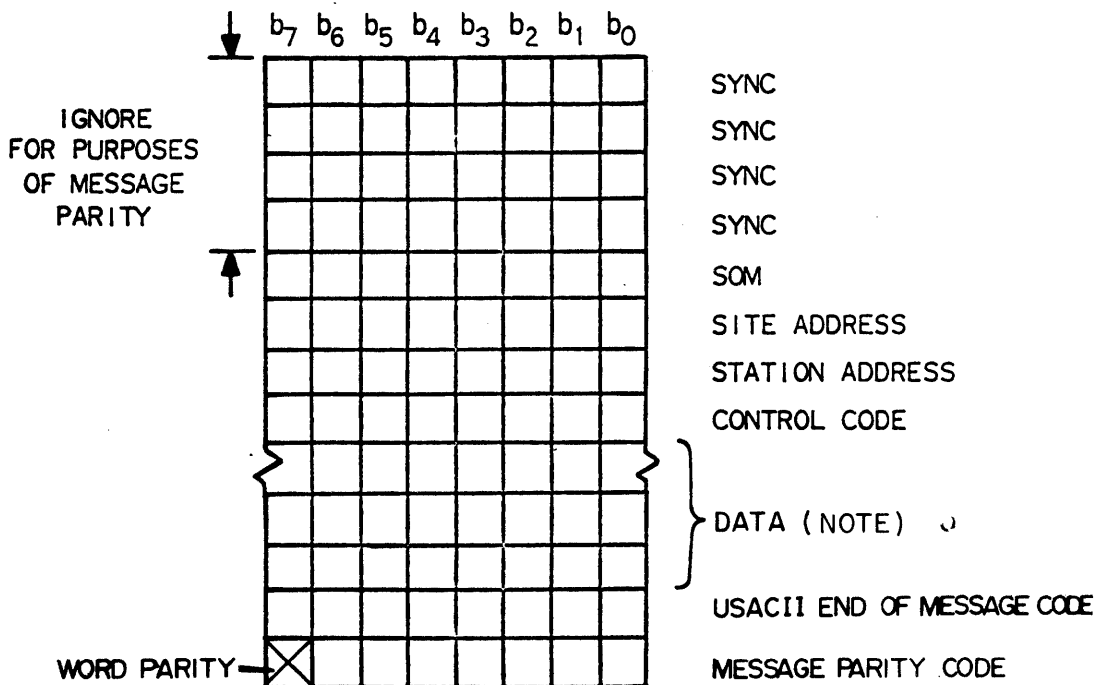 b7 b6 b5 b4 b3 b2 b1 b0
IGNORE
FOR PURPOSES
OF MESSAGE
PARITY
SYNC
SYNC
SYNC
SYNC
SOM
SITE ADDRESS
STATION ADDRESS
CONTROL CODE
DATA (NOTE)
USACII END OF MESSAGE CODE
WORD PARITY
MESSAGE PARITY CODE